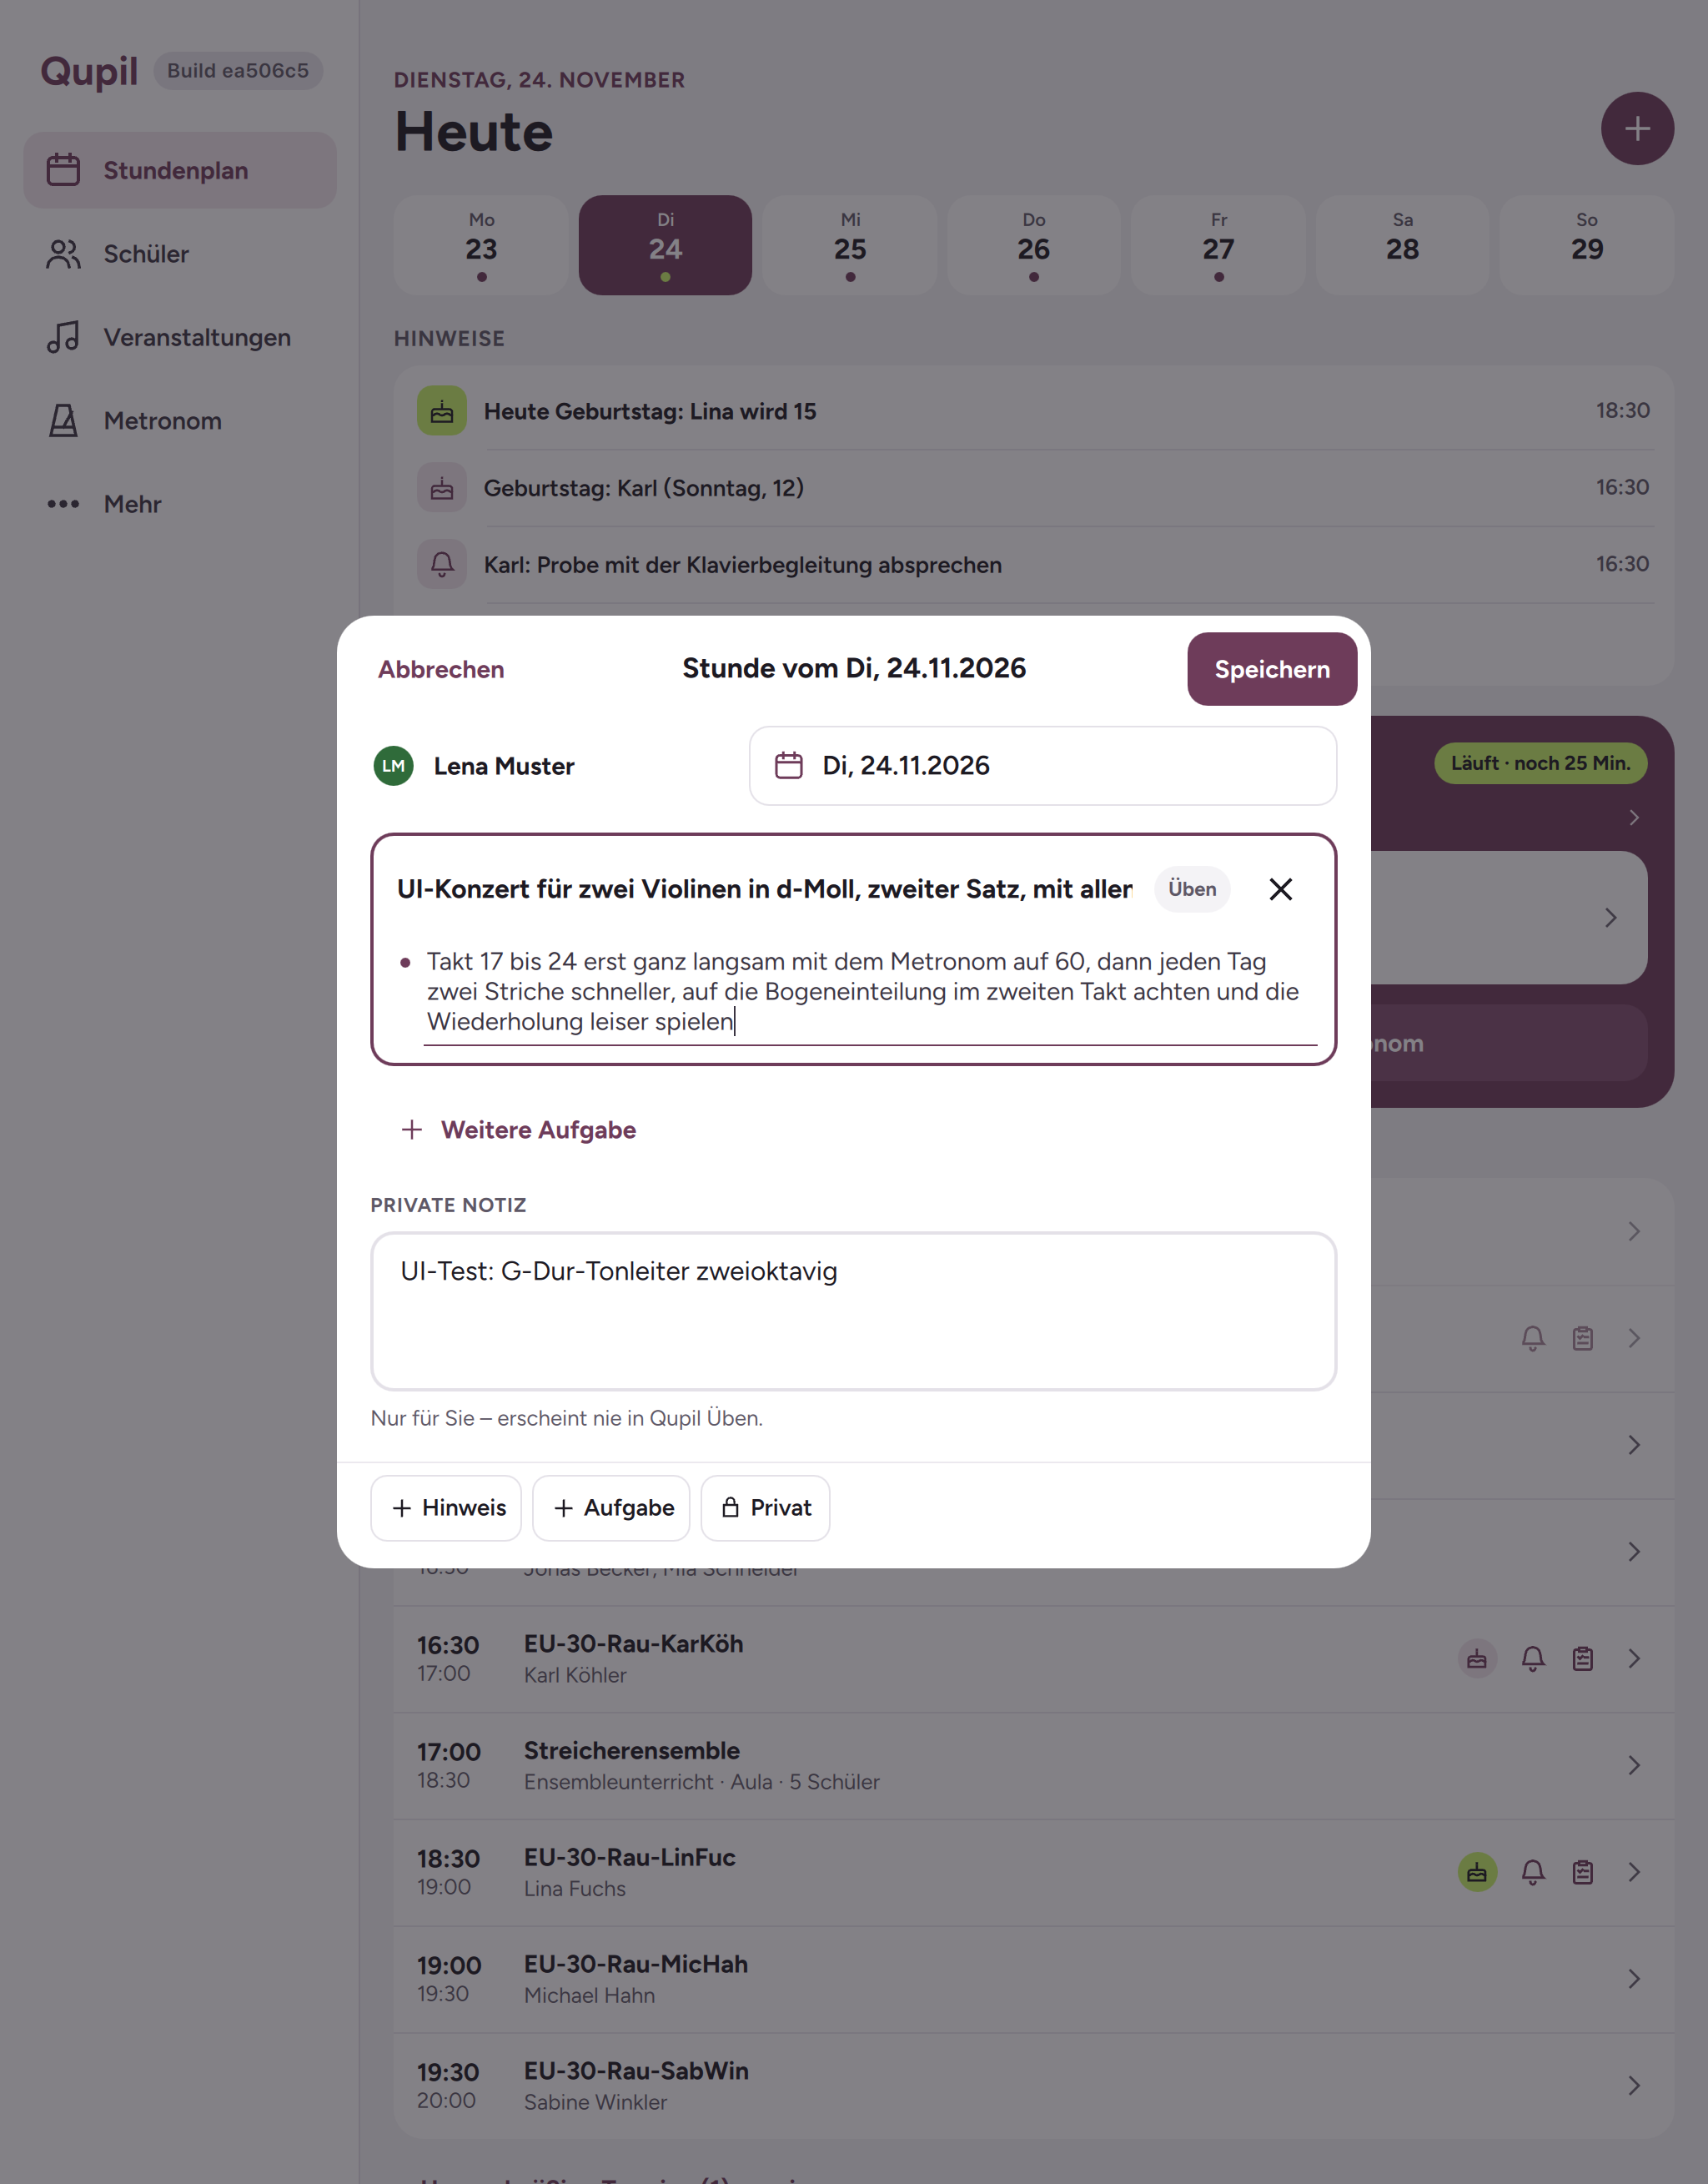 Qupil
Build ea506c5
Stundenplan
Schüler
Veranstaltungen
Metronom
Mehr
DIENSTAG, 24. NOVEMBER
Heute
Mo
23
Di
24
Mi
25
Do
26
Fr
27
Sa
28
So
29
HINWEISE
Heute Geburtstag: Lina wird 15
18:30
Geburtstag: Karl (Sonntag, 12)
16:30
Karl: Probe mit der Klavierbegleitung absprechen
16:30
Abbrechen
Stunde vom Di, 24.11.2026
Speichern
LM
Lena Muster
Di, 24.11.2026
Läuft · noch 25 Min.
UI-Konzert für zwei Violinen in d-Moll, zweiter Satz, mit aller
Üben
Takt 17 bis 24 erst ganz langsam mit dem Metronom auf 60, dann jeden Tag
zwei Striche schneller, auf die Bogeneinteilung im zweiten Takt achten und die
Wiederholung leiser spielen
nom
Weitere Aufgabe
PRIVATE NOTIZ
UI-Test: G-Dur-Tonleiter zweioktavig
Nur für Sie – erscheint nie in Qupil Üben.
Hinweis
Aufgabe
Privat
Jonas Becker, Mia Schneider
16:30
17:00
EU-30-Rau-KarKöh
Karl Köhler
17:00
18:30
Streicherensemble
Ensembleunterricht · Aula · 5 Schüler
18:30
19:00
EU-30-Rau-LinFuc
Lina Fuchs
19:00
19:30
EU-30-Rau-MicHah
Michael Hahn
19:30
20:00
EU-30-Rau-SabWin
Sabine Winkler